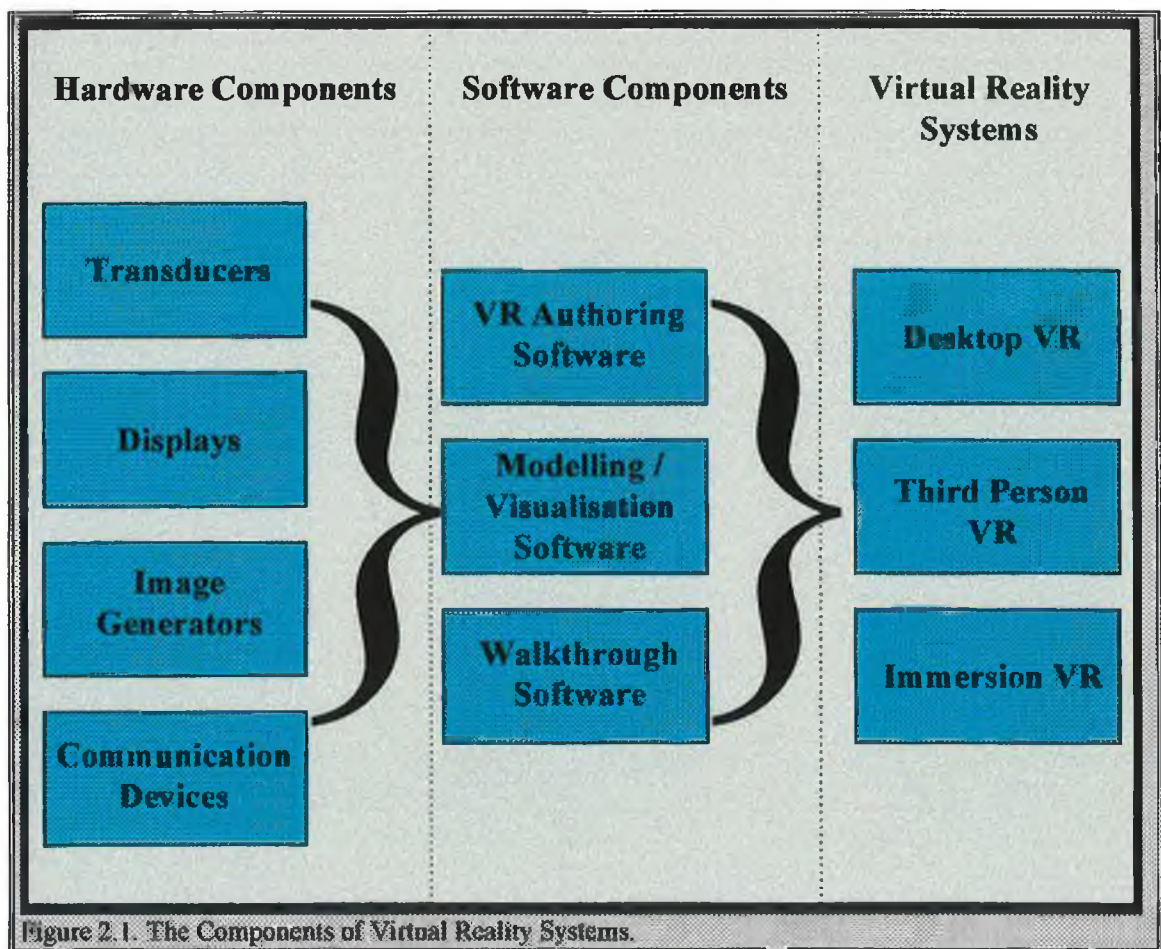 Hardware Components
Software Components
Virtual Reality
Systems
Transducers
Displays
Image
Generators
Communication
Devices
VR Authoring
Software
Modelling /
Visualisation
Software
Walkthrough
Software
Desktop VR
Third Person
VR
Immersion VR
Figure 2.1. The Components of Virtual Reality Systems.